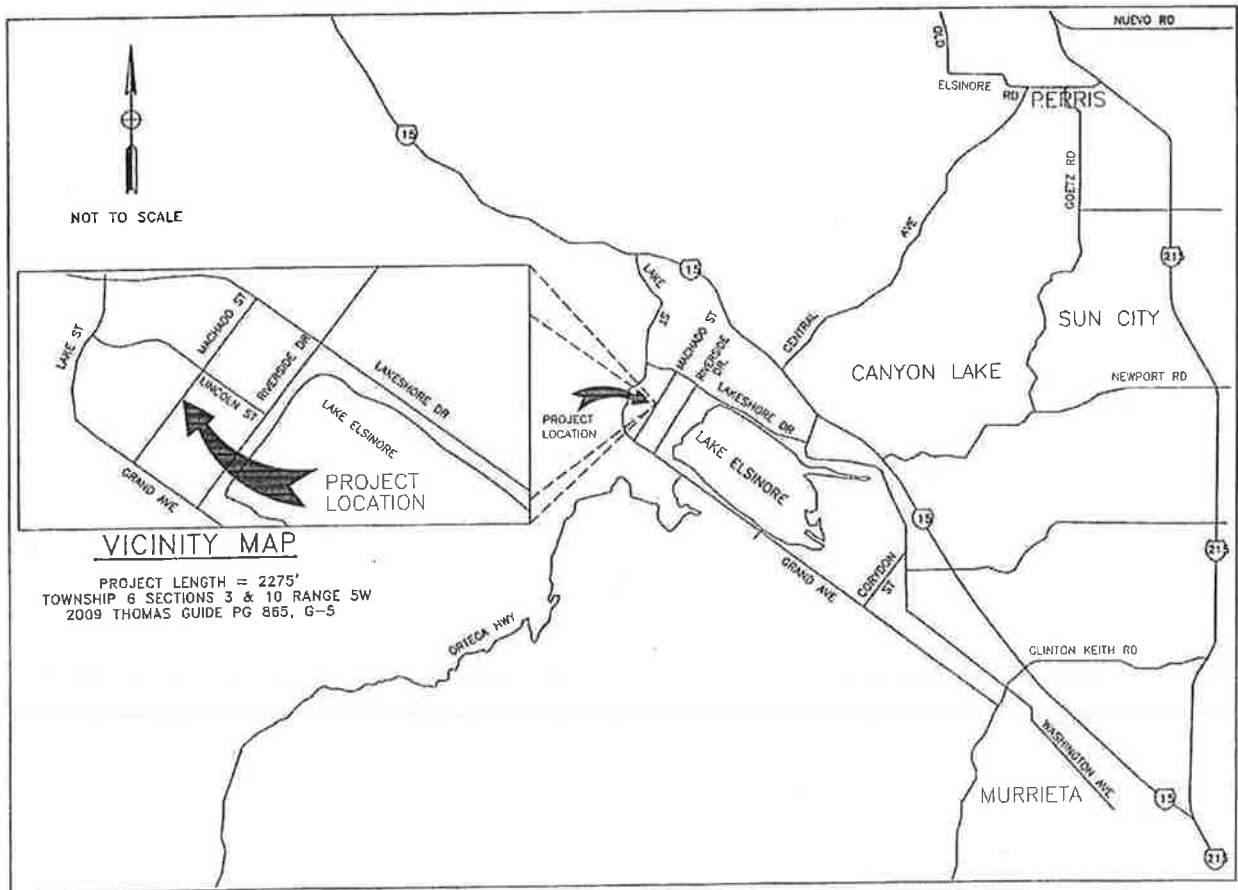 NUEVO RD
OLD
ELSINORE
RD
PERRIS
15
GOETZ RD
NOT TO SCALE
AVE
215
LAKE
ST
15
SUN CITY
MACHADO ST
RIVERSIDE
DR.
CENTRAL
CANYON LAKE
NEWPORT RD
LAKE ST
MACHADO ST
LINCOLN ST
RIVERSIDE DR
LAKESHORE DR
LAKE ELSINORE
GRAND AVE
PROJECT
LOCATION
PROJECT
LOCATION
LAKESHORE DR
LAKE ELSINORE
VICINITY MAP
PROJECT LENGTH = 2275'
TOWNSHIP 6 SECTIONS 3 & 10 RANGE 5W
2009 THOMAS GUIDE PG 865, G-5
15
215
GRAND AVE
CORYDON
ST
ORTEGA HWY
CLINTON KEITH RD
WASHINGTON AVE
MURRIETA
15
215